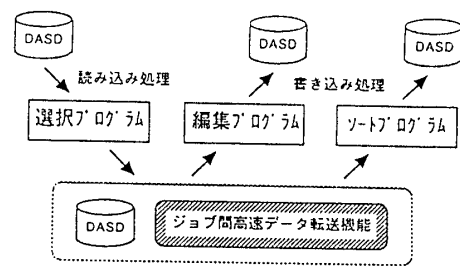 DASD
DASD
DASD
読み込み処理
書き込み処理
選択プログラム
編集プログラム
ソートプログラム
DASD
ジョブ間高速データ転送機能